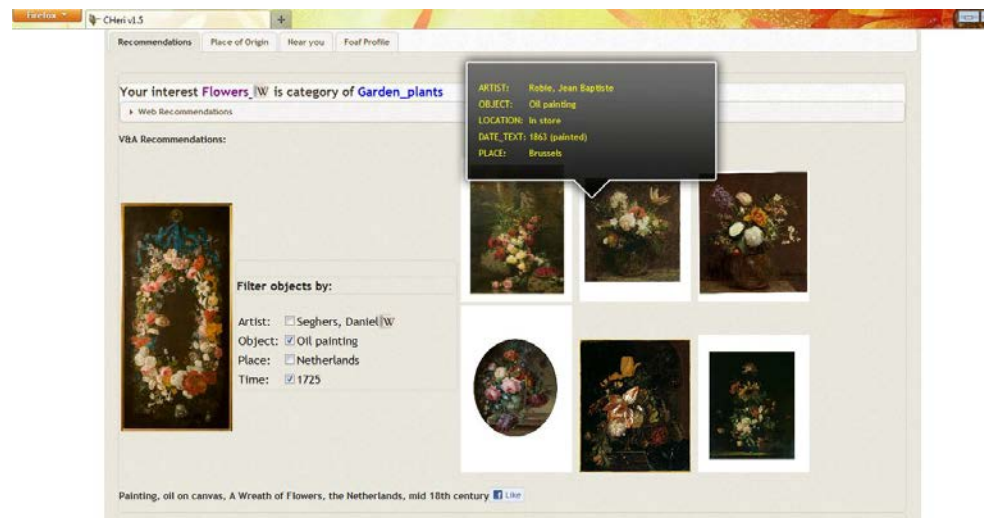 Firefox
CHeri v1.5
Recommendations Place of Origin Near you Foaf Profile
Your interest Flowers_ W is category of Garden_plants
Web Recommendations
V&A Recommendations:
ARTIST: Robie, Jean Baptiste
OBJECT: Oil painting
LOCATION: In store
DATE_TEXT: 1863 (painted)
PLACE: Brussels
Filter objects by:
Artist: Seghers, Daniel W
Object: Oil painting
Place: Netherlands
Time: 1725
Painting, oil on canvas, A Wreath of Flowers, the Netherlands, mid 18th century Like